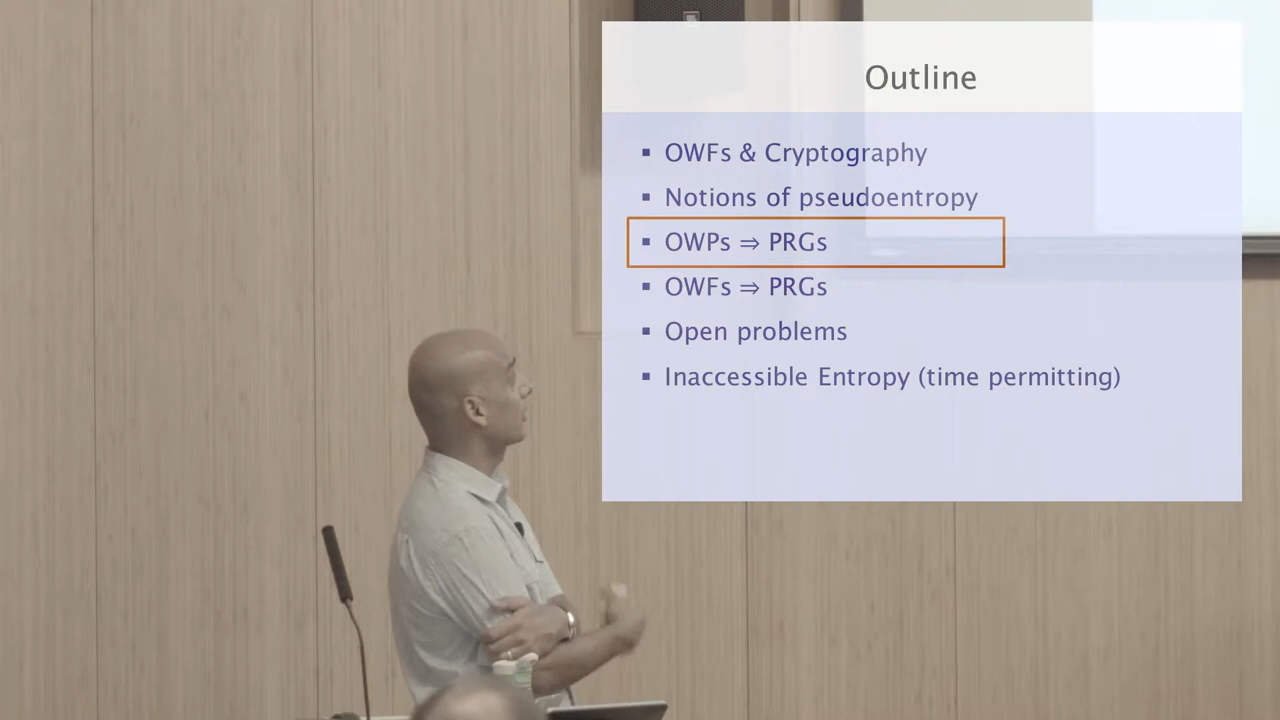 Outline
▪ OWFs & Cryptography
▪ Notions of pseudoentropy
▪ OWPs ⇒ PRGs
▪ OWFs ⇒ PRGs
▪ Open problems
▪ Inaccessible Entropy (time permitting)